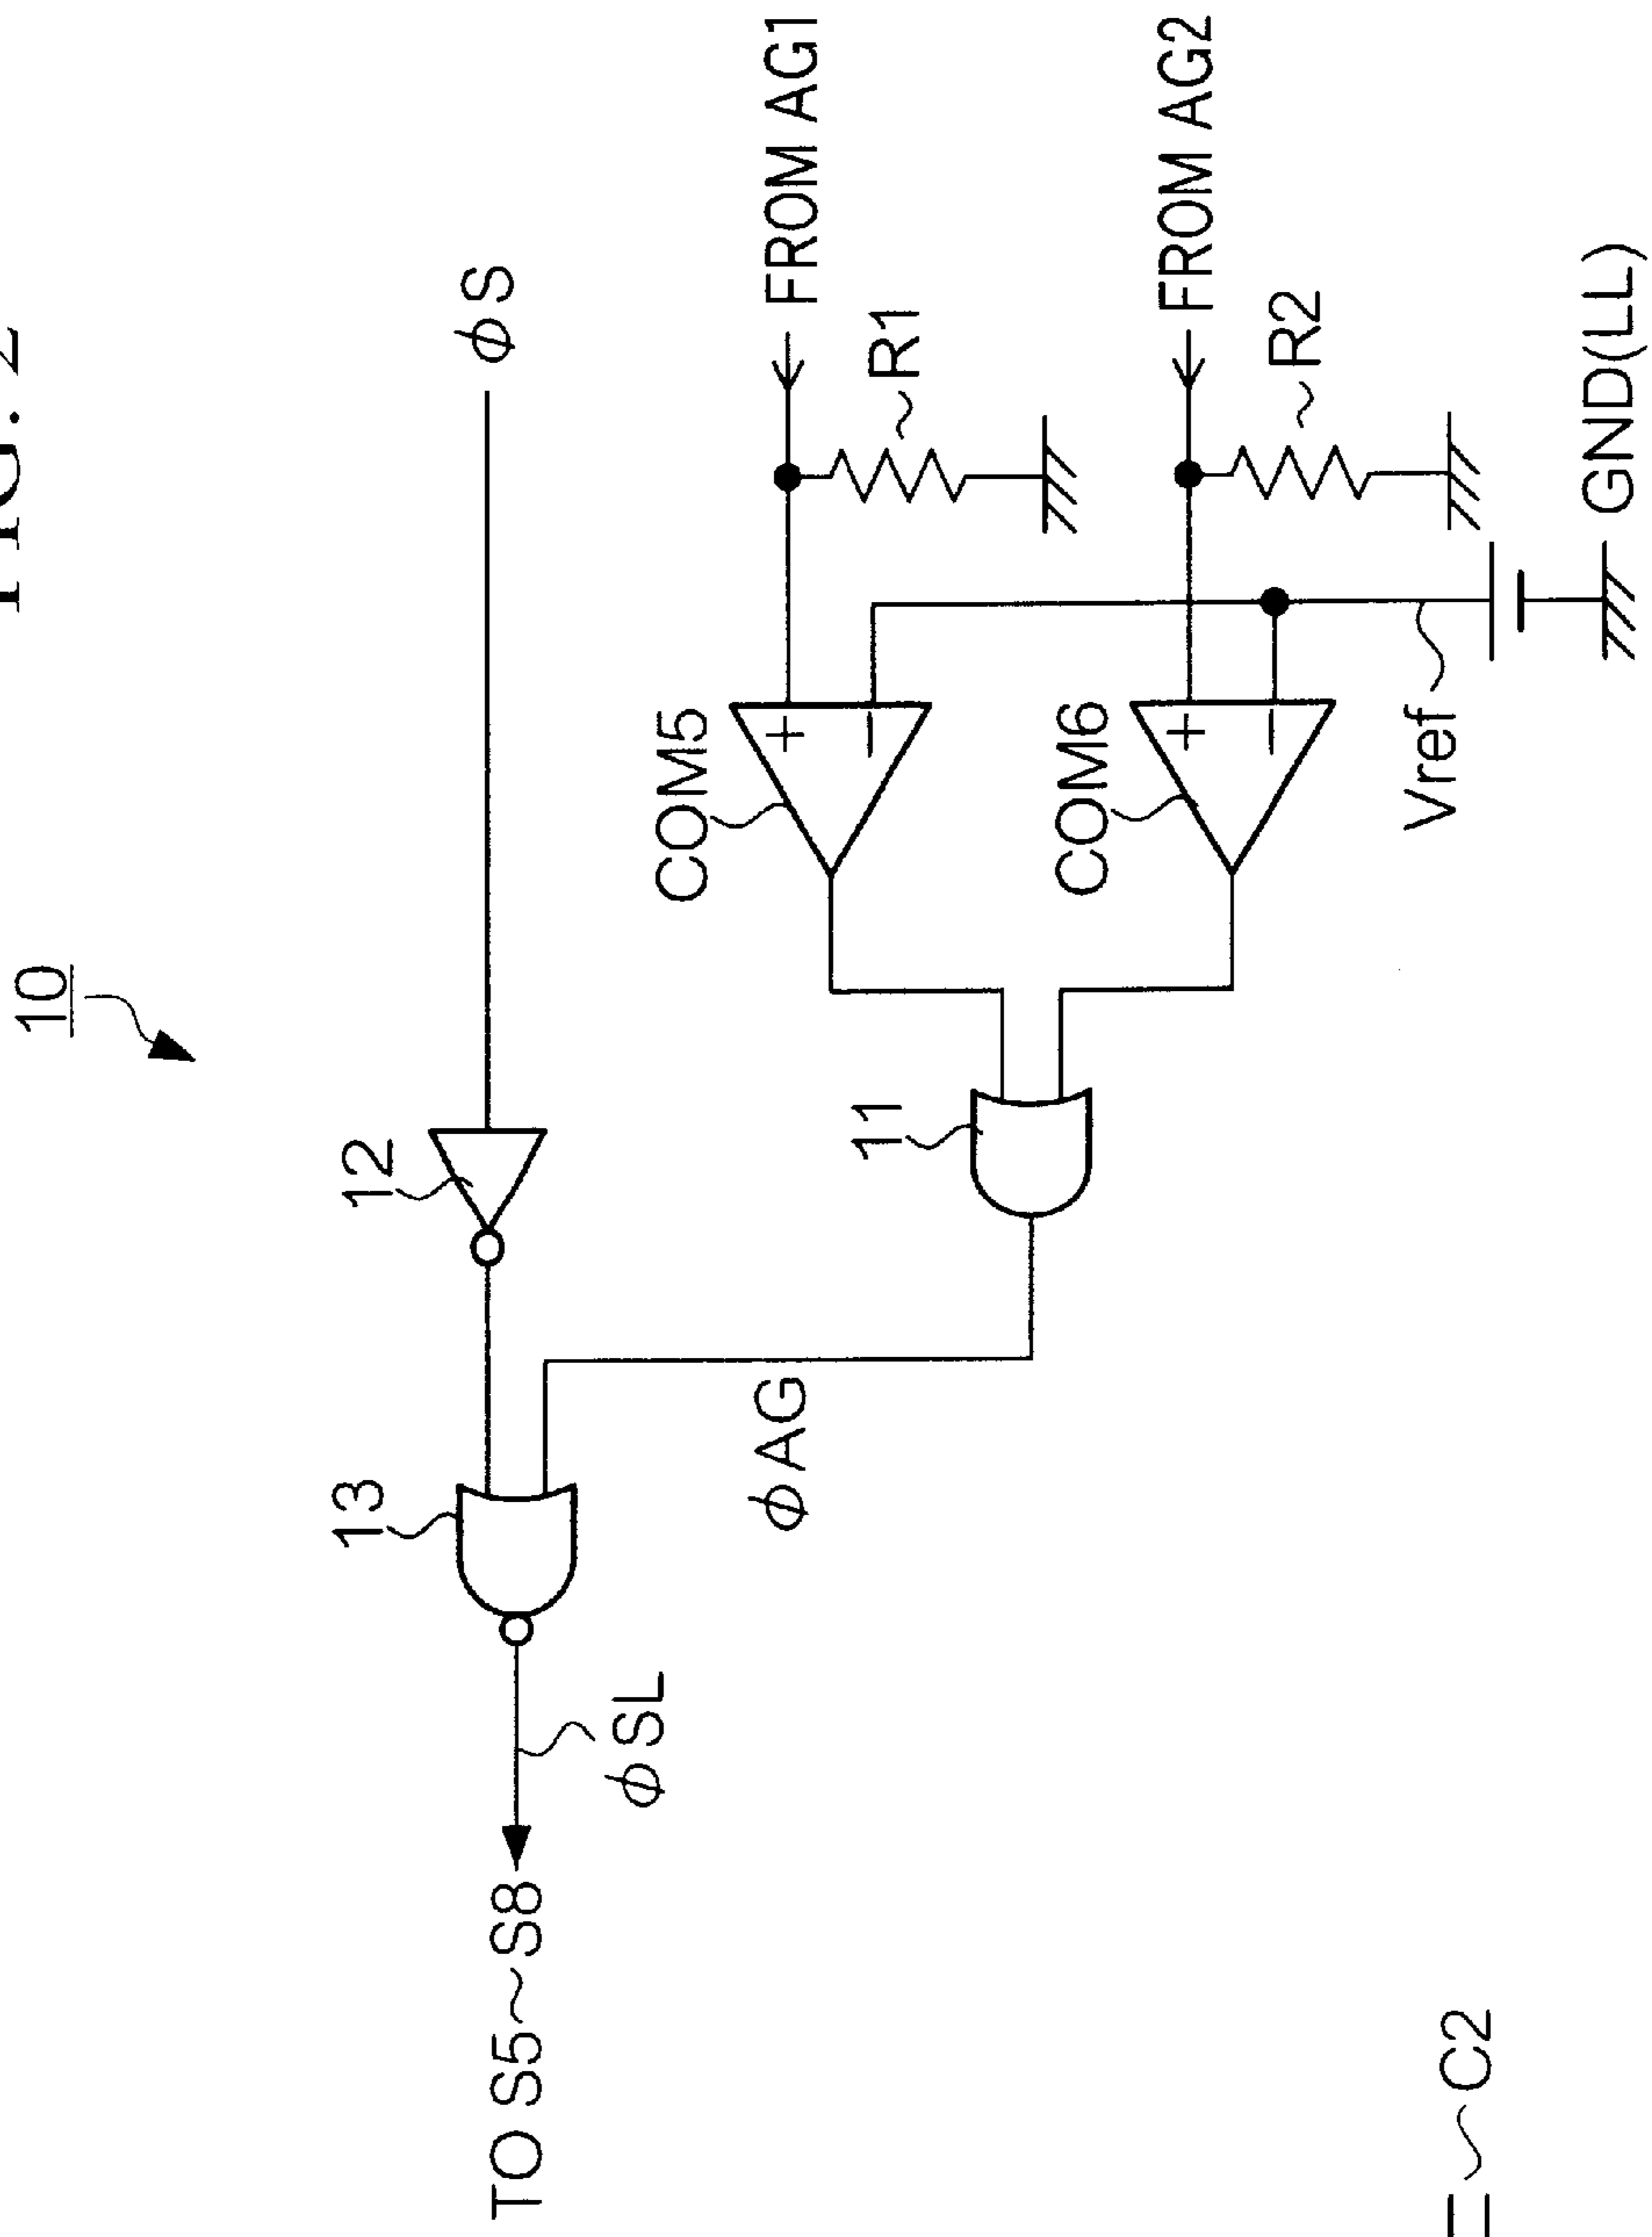 FIG. 2
10
φS
12
13
φSL
TO S5~S8
φAG
11
COM5
FROM AG1
R1
COM6
FROM AG2
R2
Vref
GND(LL)
+
−
+
−
C2